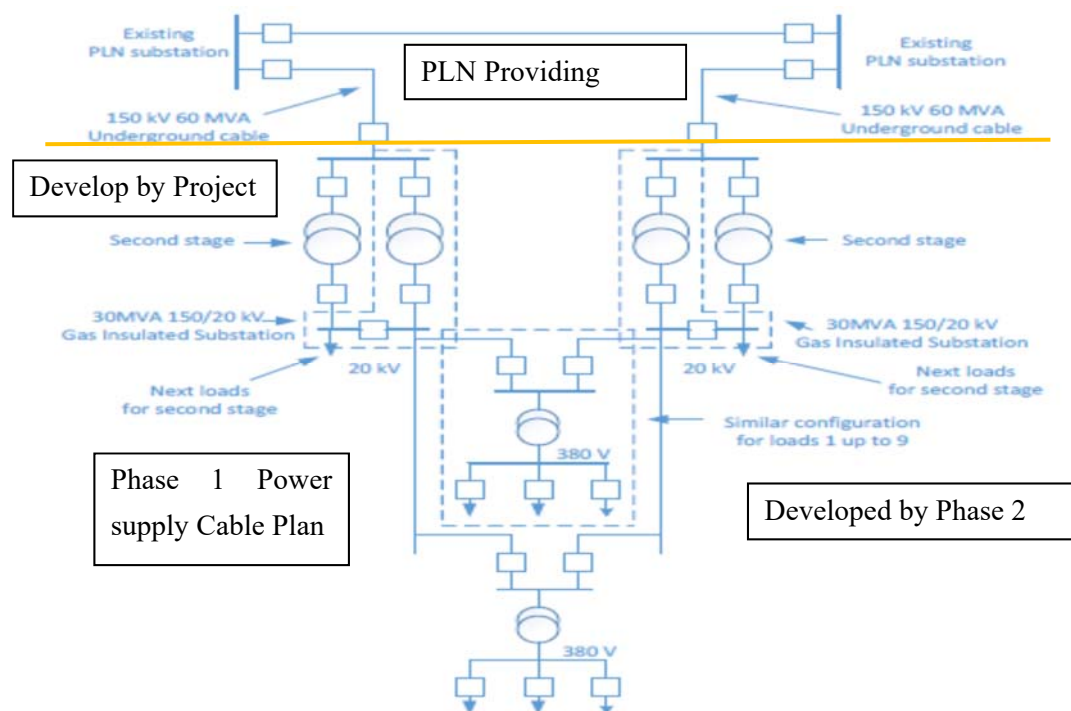 Existing
PLN substation
PLN Providing
Existing
PLN substation
150 kV 60 MVA
Underground cable
150 kV 60 MVA
Underground cable
Develop by Project
Second stage
Second stage
30MVA 150/20 kV
Gas Insulated Substation
30MVA 150/20 kV
Gas Insulated Substation
20 kV
20 kV
Next loads
for second stage
Next loads
for second stage
Similar configuration
for loads 1 up to 9
380 V
Phase 1 Power
supply Cable Plan
Developed by Phase 2
380 V